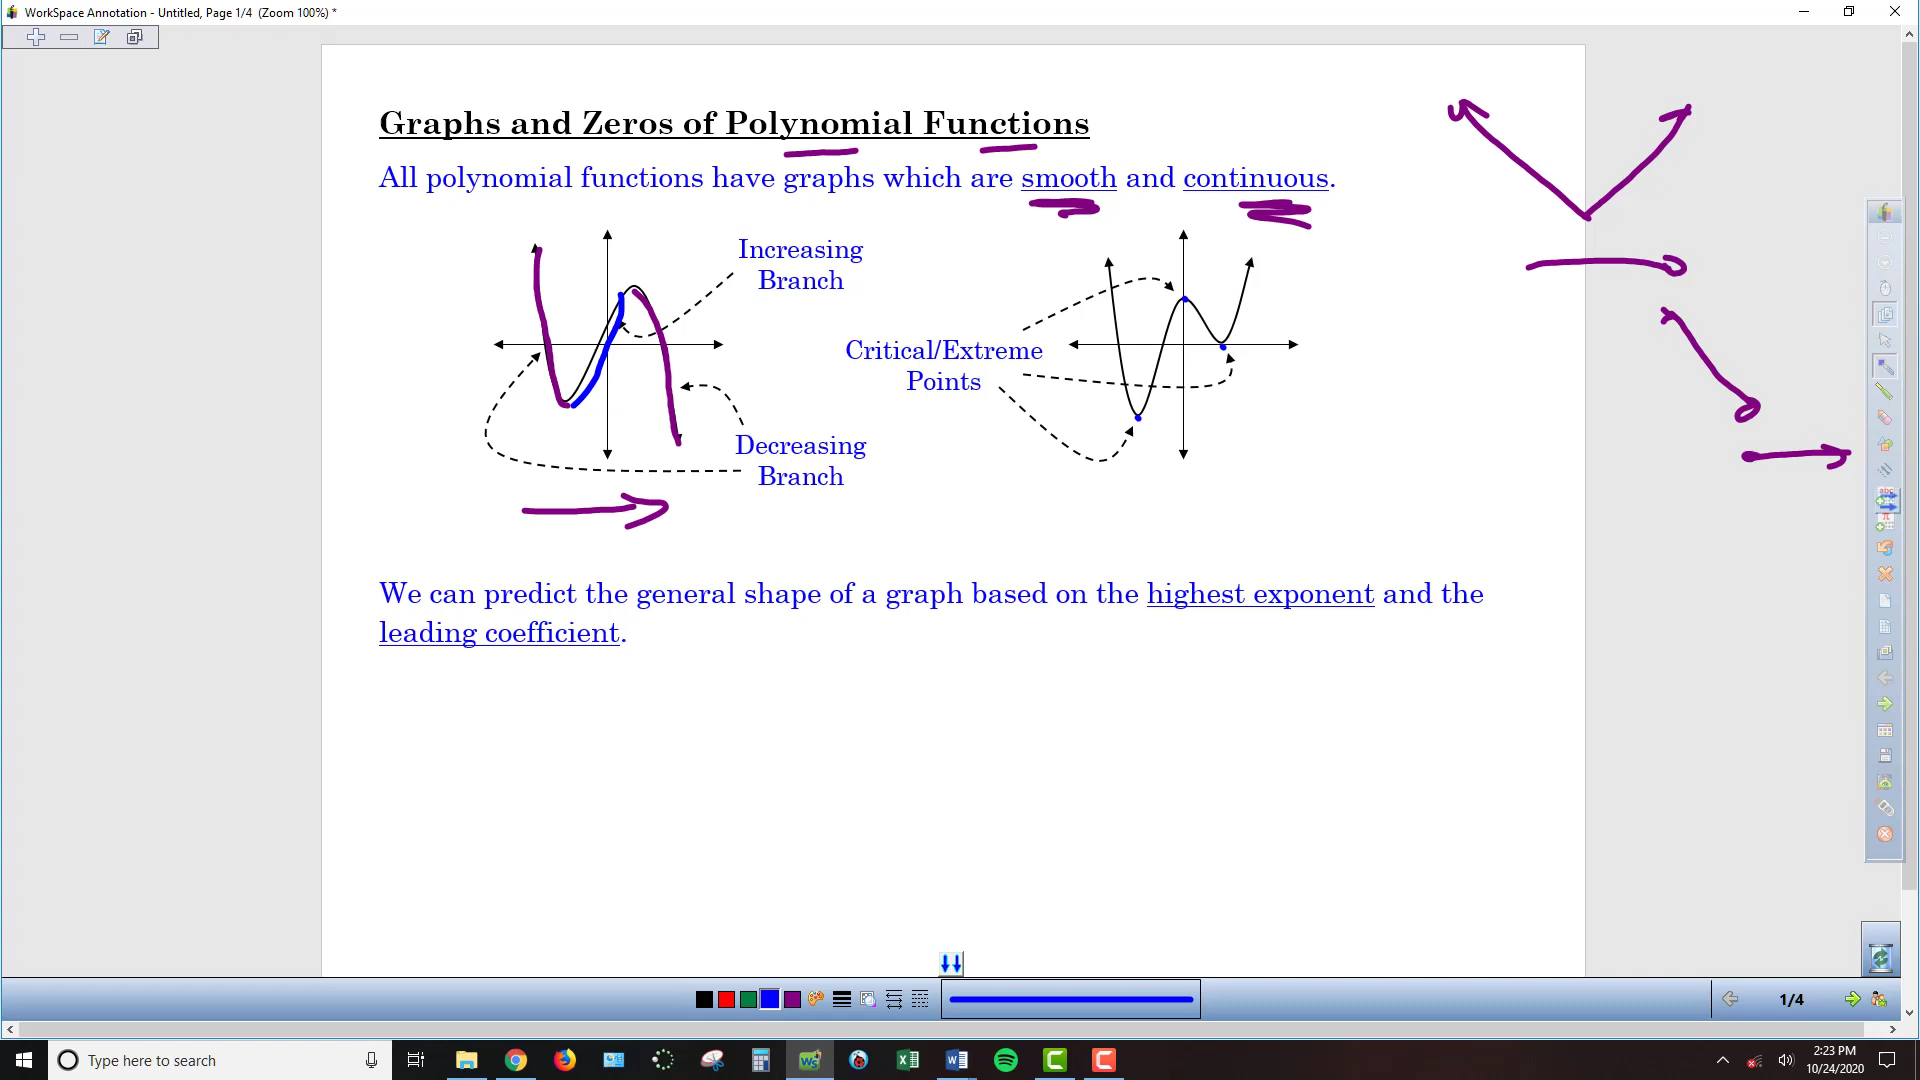 WorkSpace Annotation - Untitled, Page 1/4 (Zoom 100%) *
Graphs and Zeros of Polynomial Functions
All polynomial functions have graphs which are smooth and continuous.
Increasing
Branch
Critical/Extreme
Points
Decreasing
Branch
We can predict the general shape of a graph based on the highest exponent and the
leading coefficient.
1/4
Type here to search
2:23 PM
10/24/2020